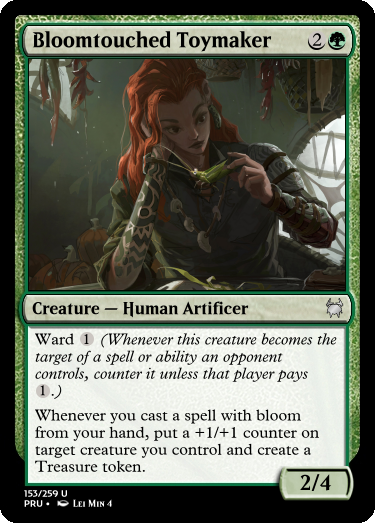 Bloomtouched Toymaker 2
Creature — Human Artificer
Ward 1 (Whenever this creature becomes the
target of a spell or ability an opponent
controls, counter it unless that player pays
1.)
Whenever you cast a spell with bloom
from your hand, put a +1/+1 counter on
target creature you control and create a
Treasure token.
2/4
153/259 U
PRU • Lei Min 4